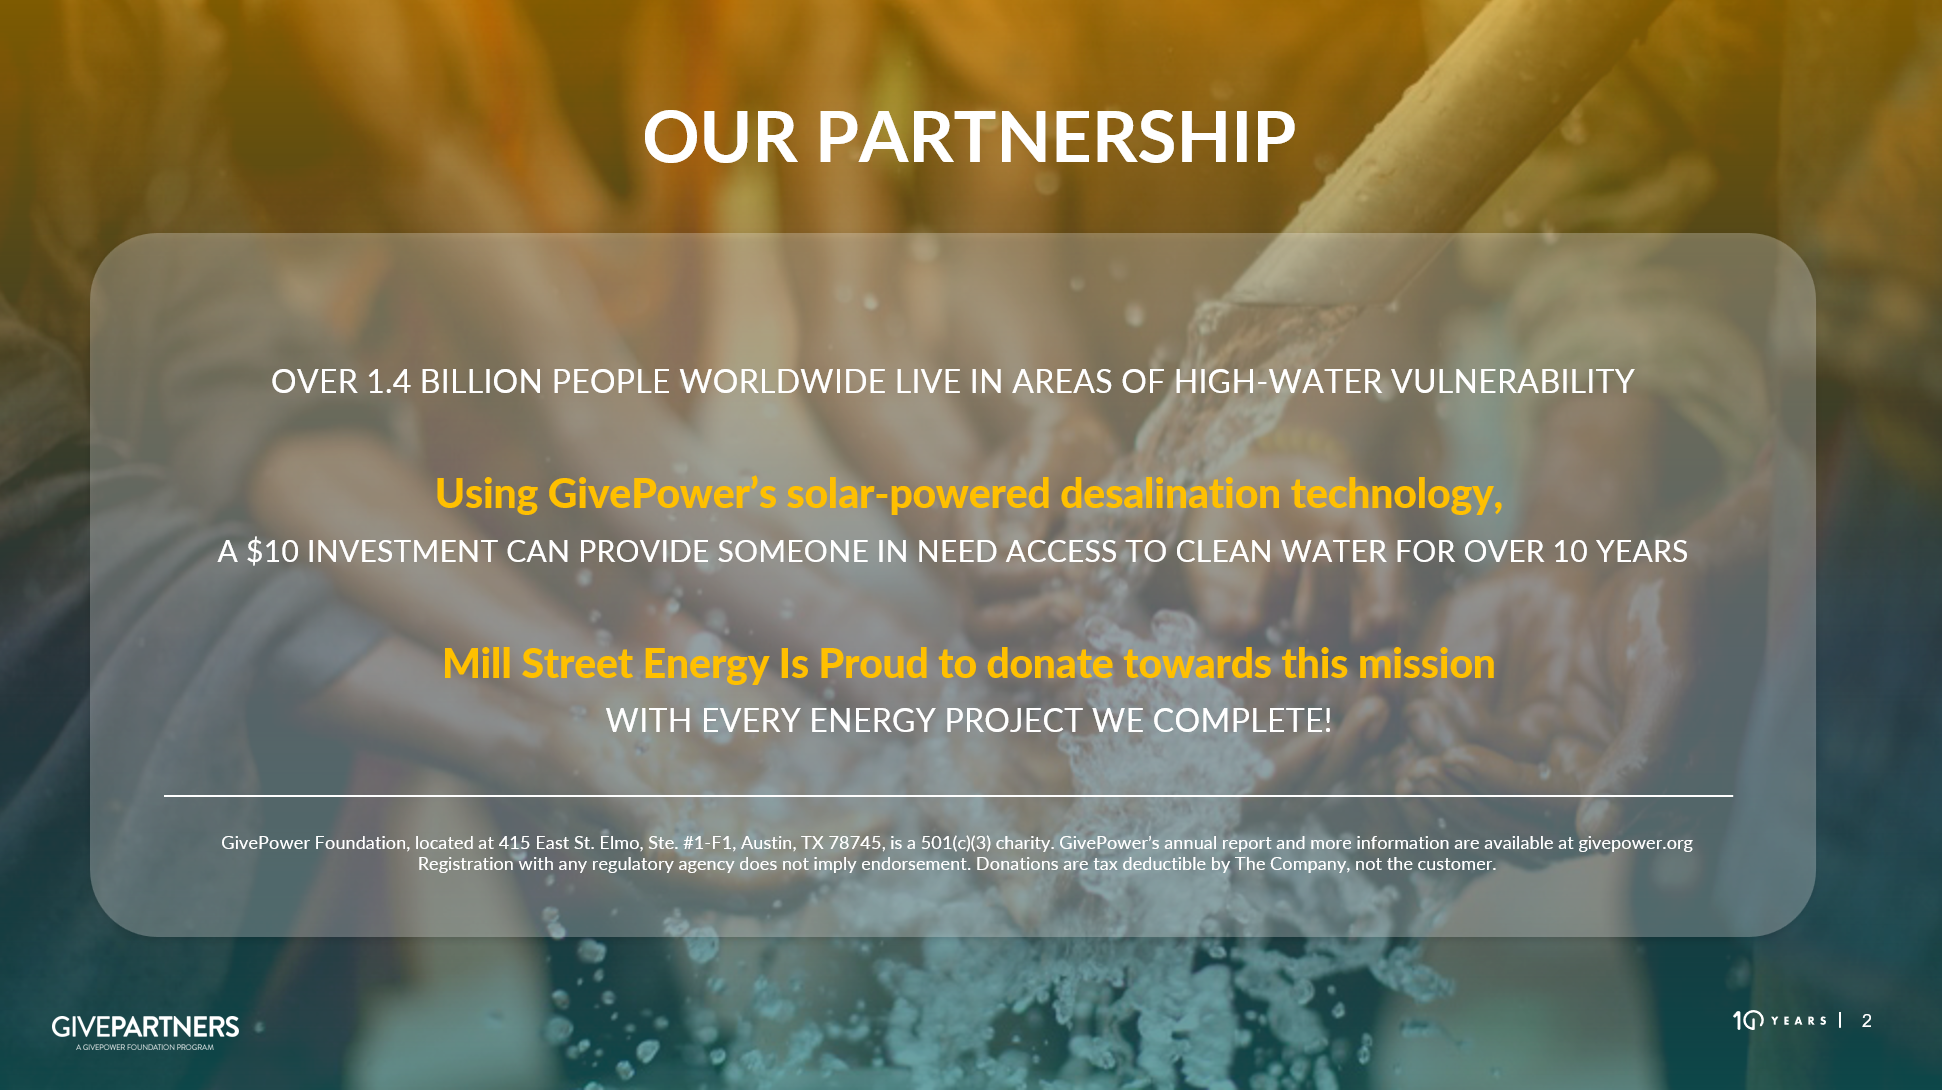 OUR PARTNERSHIP
OVER 1.4 BILLION PEOPLE WORLDWIDE LIVE IN AREAS OF HIGH-WATER VULNERABILITY
Using GivePower’s solar-powered desalination technology,
A $10 INVESTMENT CAN PROVIDE SOMEONE IN NEED ACCESS TO CLEAN WATER FOR OVER 10 YEARS
Mill Street Energy Is Proud to donate towards this mission
WITH EVERY ENERGY PROJECT WE COMPLETE!
GivePower Foundation, located at 415 East St. Elmo, Ste. #1-F1, Austin, TX 78745, is a 501(c)(3) charity. GivePower’s annual report and more information are available at givepower.org
Registration with any regulatory agency does not imply endorsement. Donations are tax deductible by The Company, not the customer.
GIVEPARTNERS
A GIVEPOWER FOUNDATION PROGRAM
10 YEARS | 2